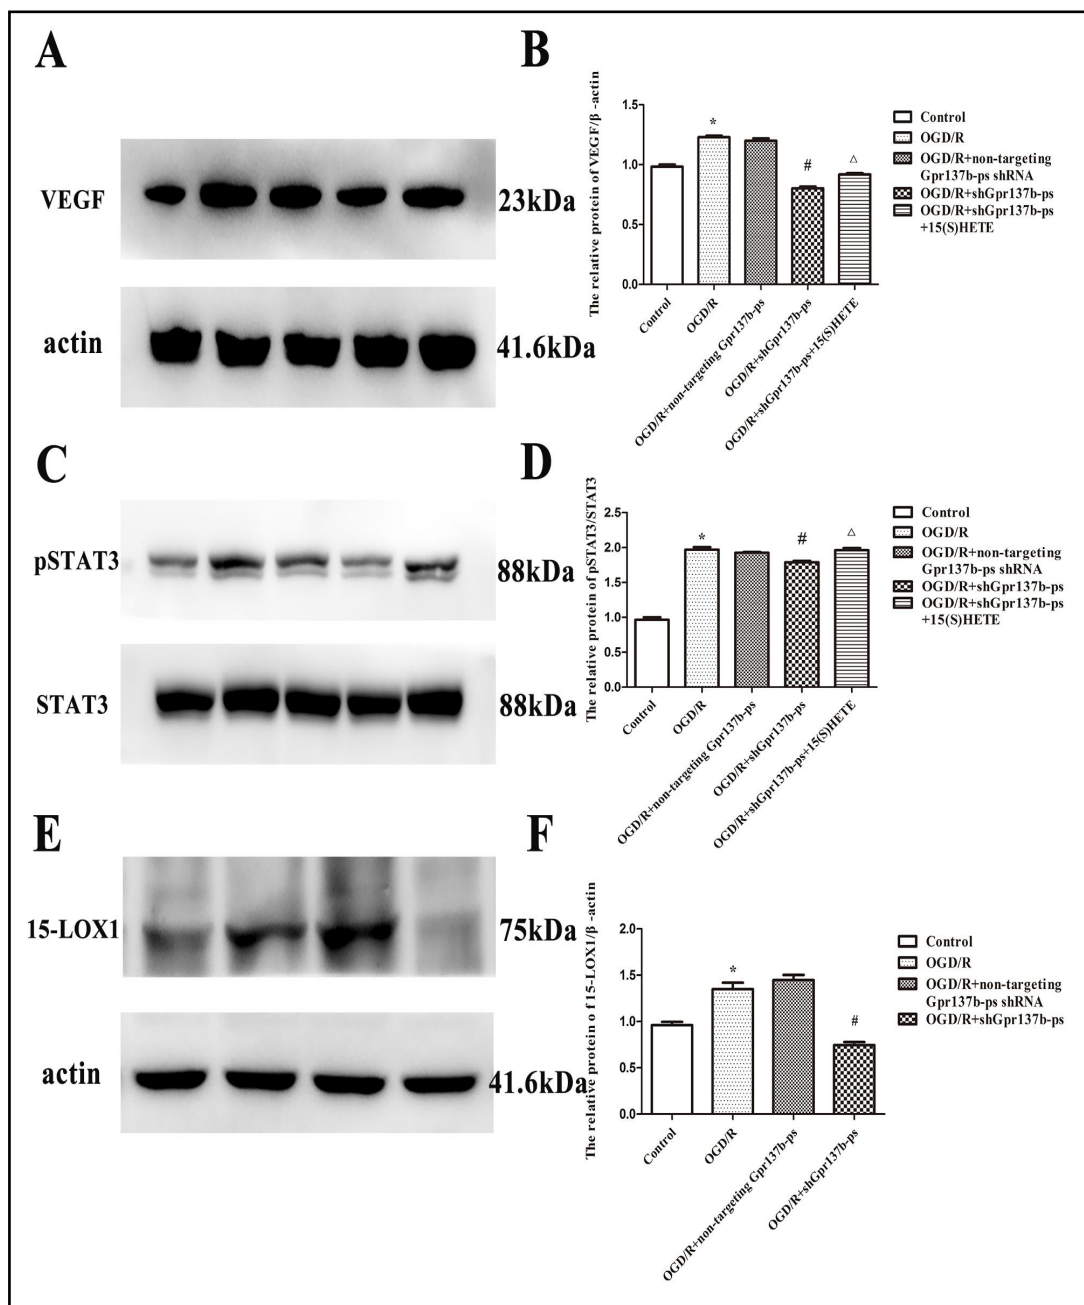 A
VEGF
23kDa
actin
41.6kDa
B
The relative protein of VEGF/β -actin
1.5
1.0
0.5
0.0
*
#
△
Control
OGD/R
OGD/R+non-targeting Gpr137b-ps
OGD/R+shGpr137b-ps
OGD/R+shGpr137b-ps+15(S)HETE
Control
OGD/R
OGD/R+non-targeting
Gpr137b-ps shRNA
OGD/R+shGpr137b-ps
OGD/R+shGpr137b-ps
+15(S)HETE
C
pSTAT3
88kDa
STAT3
88kDa
D
The relative protein of pSTAT3/STAT3
2.5
2.0
1.5
1.0
0.5
0.0
*
#
△
Control
OGD/R
OGD/R+non-targeting Gpr137b-ps
OGD/R+shGpr137b-ps
OGD/R+shGpr137b-ps+15(S)HETE
Control
OGD/R
OGD/R+non-targeting
Gpr137b-ps shRNA
OGD/R+shGpr137b-ps
OGD/R+shGpr137b-ps
+15(S)HETE
E
15-LOX1
75kDa
actin
41.6kDa
F
The relative protein of 15-LOX1/β -actin
2.0
1.5
1.0
0.5
0.0
*
#
Control
OGD/R
OGD/R+non-targeting Gpr137b-ps
OGD/R+shGpr137b-ps
Control
OGD/R
OGD/R+non-targeting
Gpr137b-ps shRNA
OGD/R+shGpr137b-ps